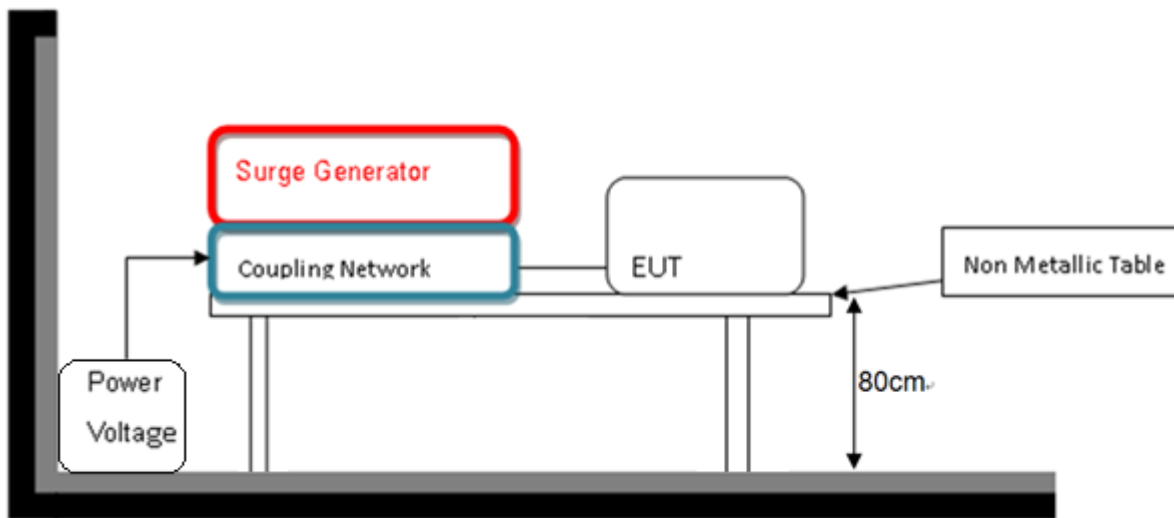 Surge Generator
Coupling Network
EUT
Non Metallic Table
Power
Voltage
80cm